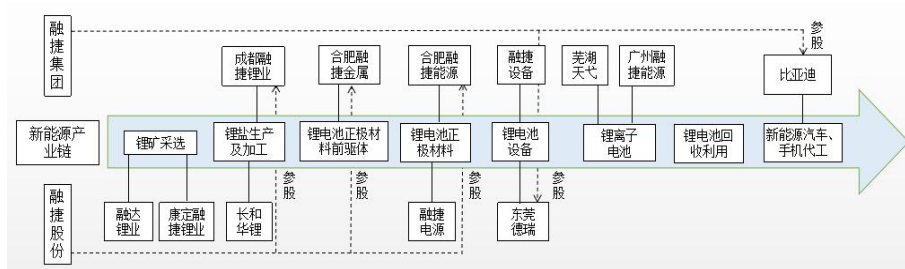 融捷集团
参股
成都融
捷锂业
合肥融
捷金属
合肥融
捷能源
融捷
设备
芜湖
天弋
广州融
捷能源
比亚迪
新能源产
业链
锂矿采选
锂盐生产
及加工
锂电池正极材
料前驱体
锂电池正
极材料
锂电池
设备
锂离子
电池
锂电池回
收利用
新能源汽车、
手机代工
融捷股份
融达
锂业
康定融
捷锂业
长和
华锂
参股
参股
参股
融捷
电源
东莞
德瑞
参股